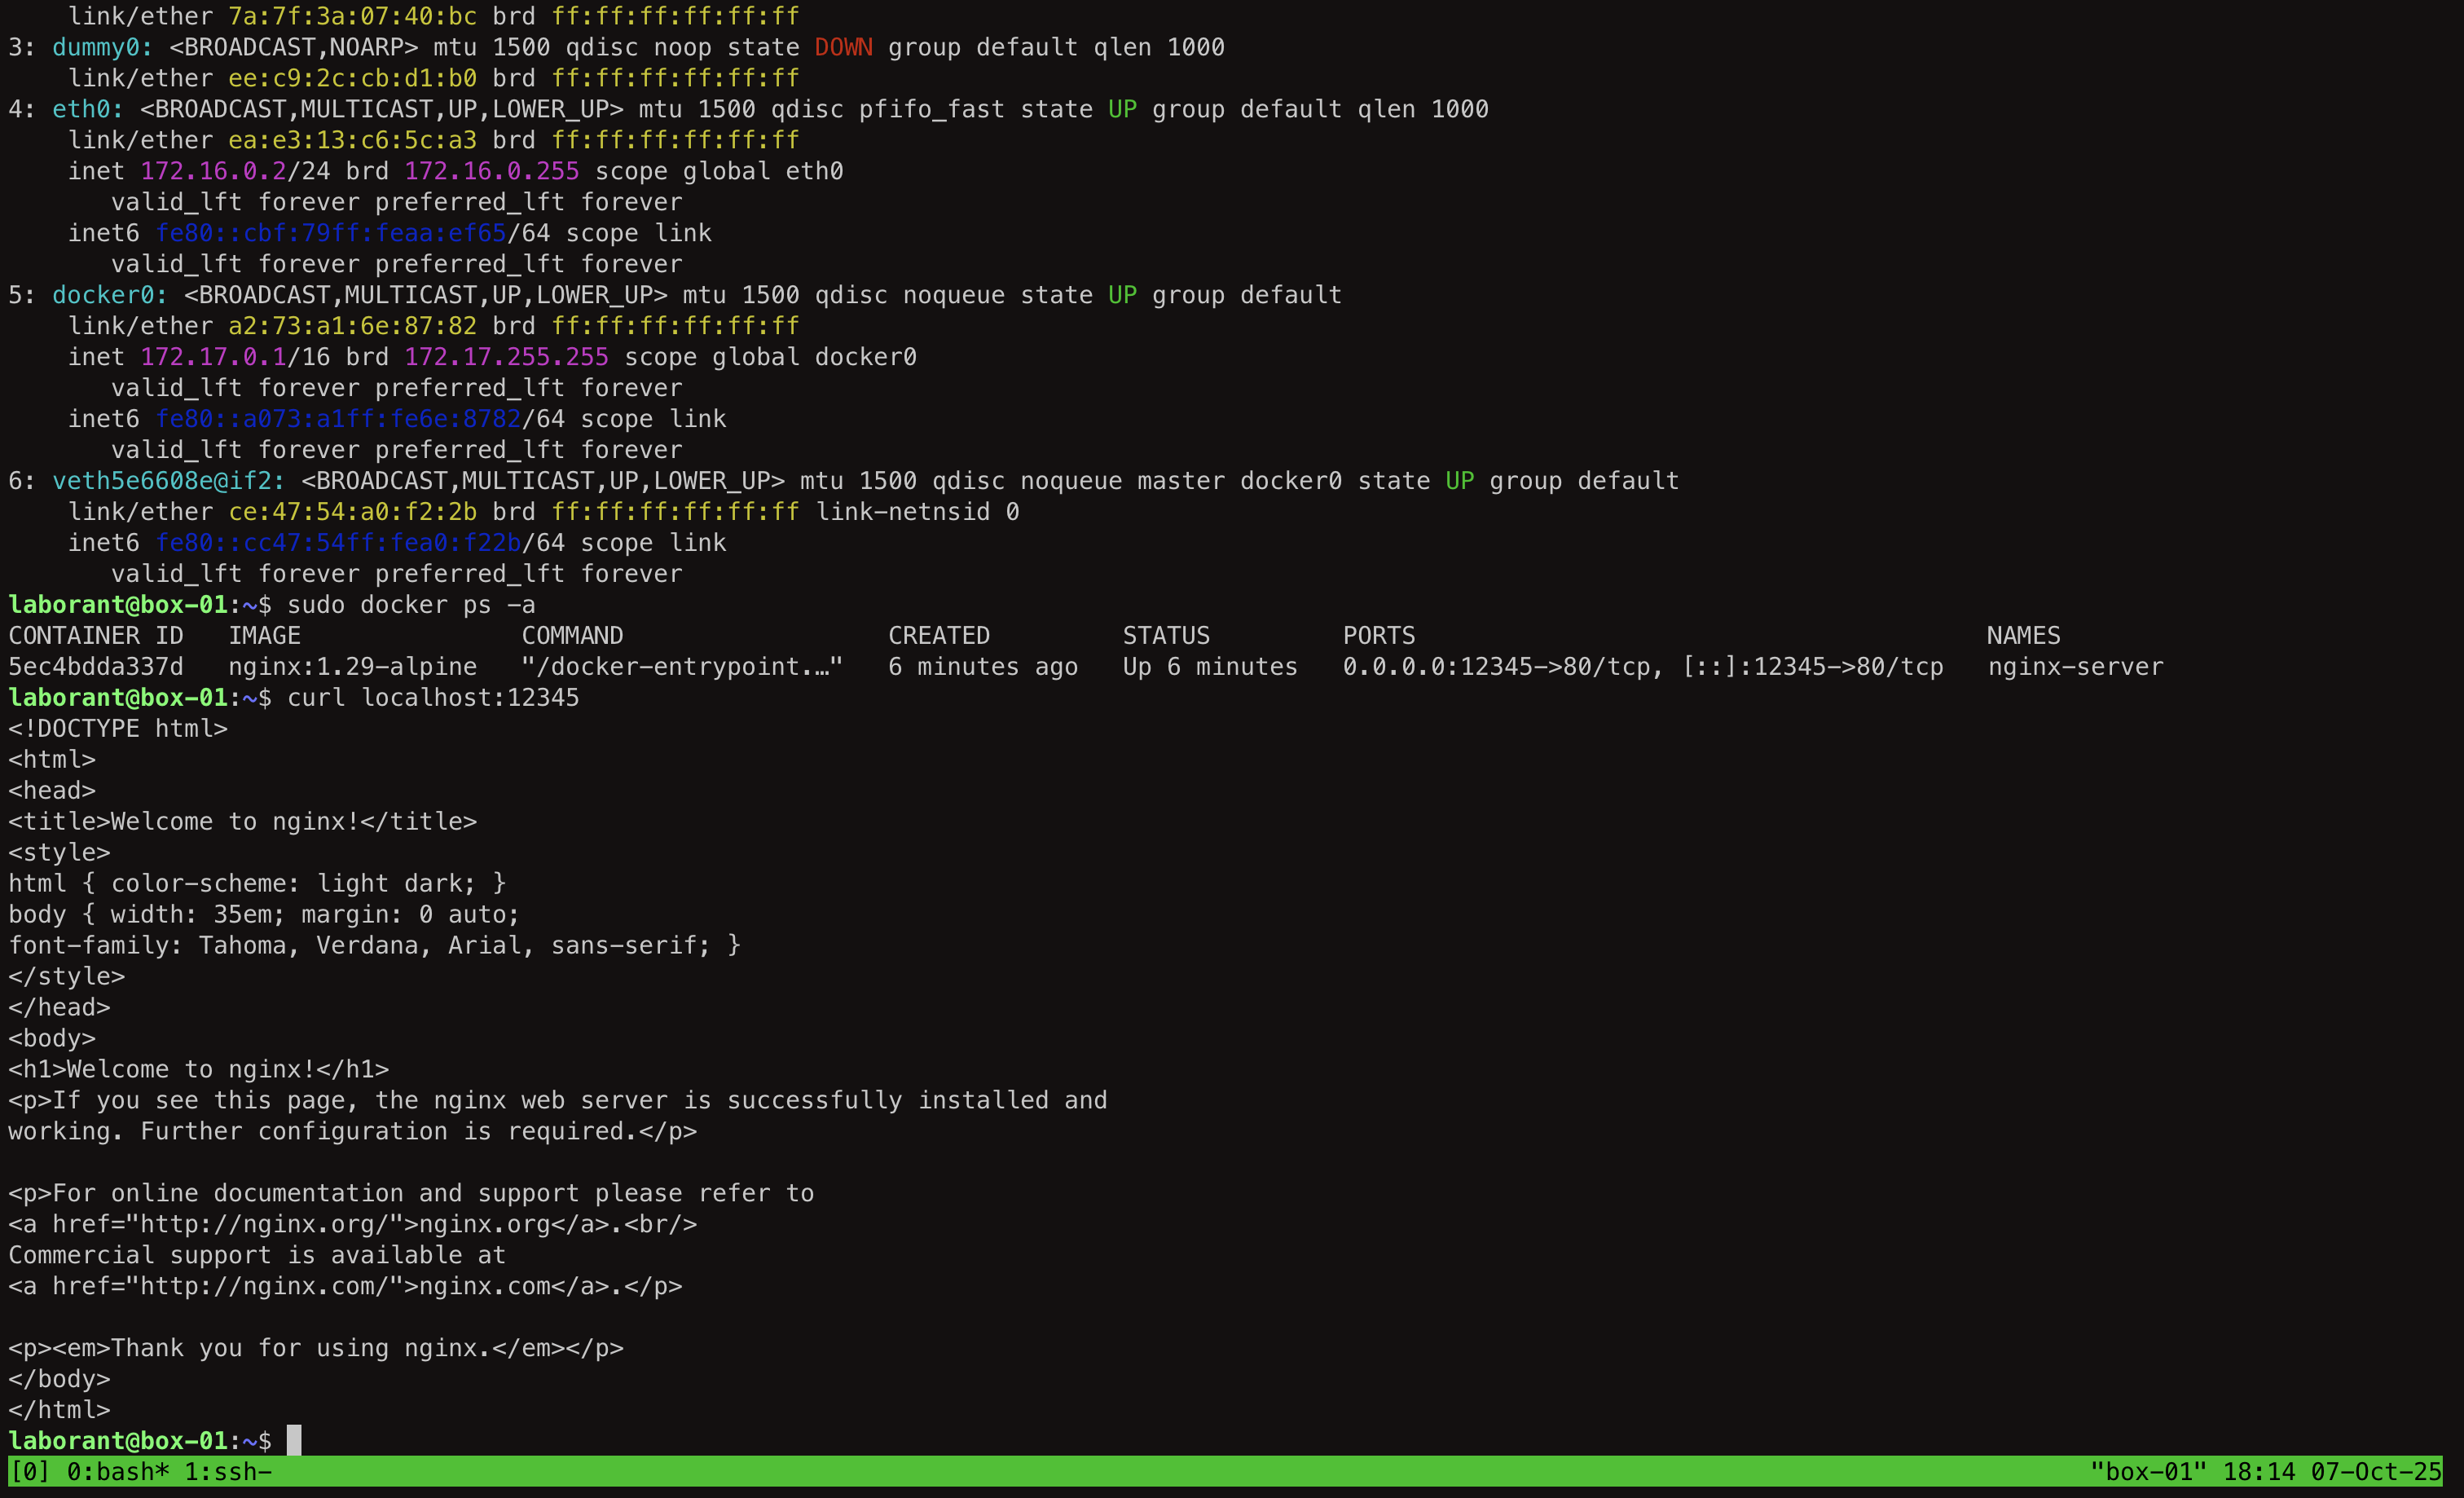 link/ether 7a:7f:3a:07:40:bc brd ff:ff:ff:ff:ff:ff
3: dummy0: <BROADCAST,NOARP> mtu 1500 qdisc noop state DOWN group default qlen 1000
    link/ether ee:c9:2c:cb:d1:b0 brd ff:ff:ff:ff:ff:ff
4: eth0: <BROADCAST,MULTICAST,UP,LOWER_UP> mtu 1500 qdisc pfifo_fast state UP group default qlen 1000
    link/ether ea:e3:13:c6:5c:a3 brd ff:ff:ff:ff:ff:ff
    inet 172.16.0.2/24 brd 172.16.0.255 scope global eth0
       valid_lft forever preferred_lft forever
    inet6 fe80::cbf:79ff:feaa:ef65/64 scope link
       valid_lft forever preferred_lft forever
5: docker0: <BROADCAST,MULTICAST,UP,LOWER_UP> mtu 1500 qdisc noqueue state UP group default
    link/ether a2:73:a1:6e:87:82 brd ff:ff:ff:ff:ff:ff
    inet 172.17.0.1/16 brd 172.17.255.255 scope global docker0
       valid_lft forever preferred_lft forever
    inet6 fe80::a073:a1ff:fe6e:8782/64 scope link
       valid_lft forever preferred_lft forever
6: veth5e6608e@if2: <BROADCAST,MULTICAST,UP,LOWER_UP> mtu 1500 qdisc noqueue master docker0 state UP group default
    link/ether ce:47:54:a0:f2:2b brd ff:ff:ff:ff:ff:ff link-netnsid 0
    inet6 fe80::cc47:54ff:fea0:f22b/64 scope link
       valid_lft forever preferred_lft forever
laborant@box-01:~$ sudo docker ps -a
CONTAINER ID   IMAGE               COMMAND                  CREATED         STATUS         PORTS                                       NAMES
5ec4bdda337d   nginx:1.29-alpine   "/docker-entrypoint.…"   6 minutes ago   Up 6 minutes   0.0.0.0:12345->80/tcp, [::]:12345->80/tcp   nginx-server
laborant@box-01:~$ curl localhost:12345
<!DOCTYPE html>
<html>
<head>
<title>Welcome to nginx!</title>
<style>
html { color-scheme: light dark; }
body { width: 35em; margin: 0 auto;
font-family: Tahoma, Verdana, Arial, sans-serif; }
</style>
</head>
<body>
<h1>Welcome to nginx!</h1>
<p>If you see this page, the nginx web server is successfully installed and
working. Further configuration is required.</p>

<p>For online documentation and support please refer to
<a href="http://nginx.org/">nginx.org</a>.<br/>
Commercial support is available at
<a href="http://nginx.com/">nginx.com</a>.</p>

<p><em>Thank you for using nginx.</em></p>
</body>
</html>
laborant@box-01:~$
[0] 0:bash* 1:ssh- "box-01" 18:14 07-Oct-25